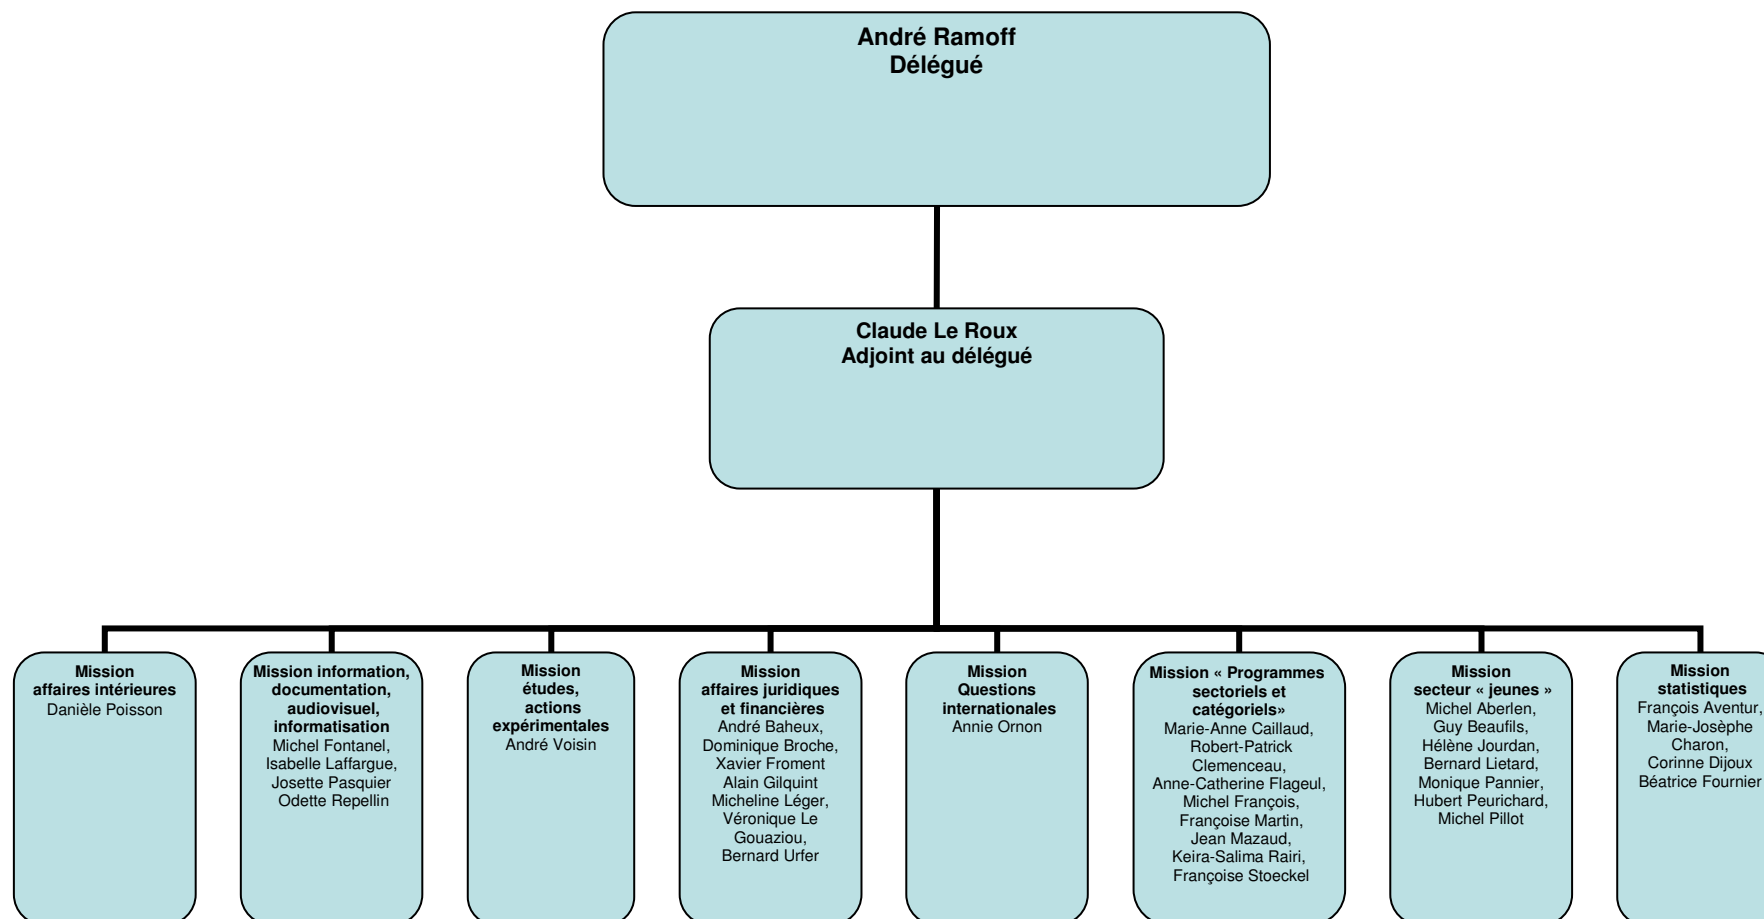 André Ramoff
Délégué
Claude Le Roux
Adjoint au délégué
Mission
affaires intérieures
Danièle Poisson
Mission information,
documentation,
audiovisuel,
informatisation
Michel Fontanel,
Isabelle Laffargue,
Josette Pasquier
Odette Repellin
Mission
études,
actions
expérimentales
André Voisin
Mission
affaires juridiques
et financières
André Baheux,
Dominique Broche,
Xavier Froment
Alain Gilquint
Micheline Léger,
Véronique Le
Gouaziou,
Bernard Urfer
Mission
Questions
internationales
Annie Ornon
Mission « Programmes
sectoriels et
catégoriels»
Marie-Anne Caillaud,
Robert-Patrick
Clemenceau,
Anne-Catherine Flageul,
Michel François,
Françoise Martin,
Jean Mazaud,
Keira-Salima Rairi,
Françoise Stoeckel
Mission
secteur « jeunes »
Michel Aberlen,
Guy Beaufils,
Hélène Jourdan,
Bernard Lietard,
Monique Pannier,
Hubert Peurichard,
Michel Pillot
Mission
statistiques
François Aventur,
Marie-Josèphe
Charon,
Corinne Dijoux
Béatrice Fournier